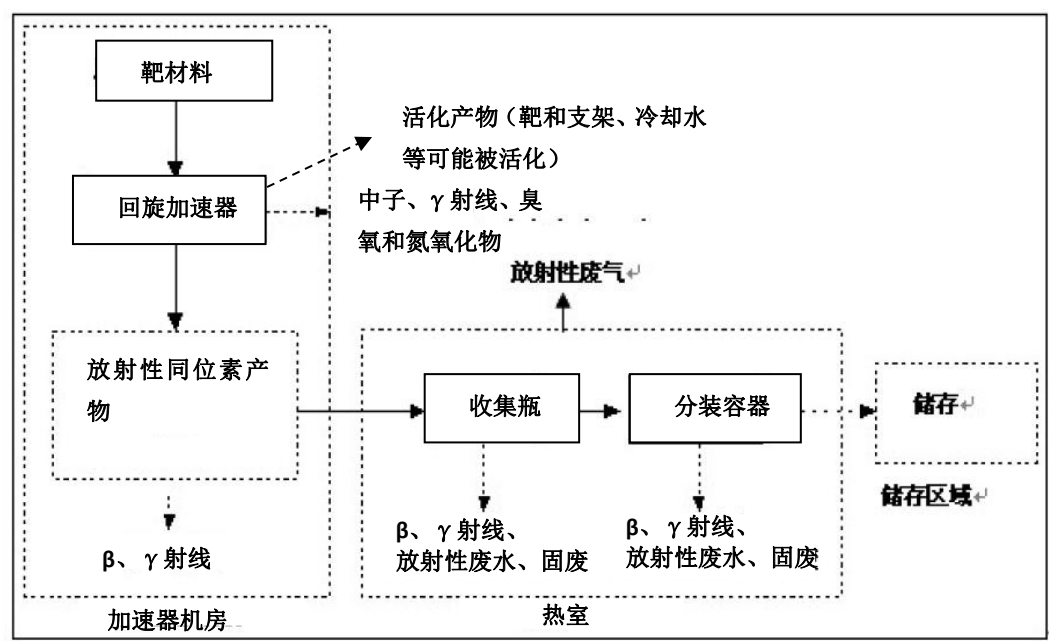 靶材料
活化产物（靶和支架、冷却水
等可能被活化）
回旋加速器
中子、γ射线、臭
氧和氮氧化物
放射性废气
放射性同位素产
物
收集瓶
分装容器
储存
储存区域
β、γ射线、
放射性废水、固废
β、γ射线、
放射性废水、固废
β、γ射线
加速器机房
热室